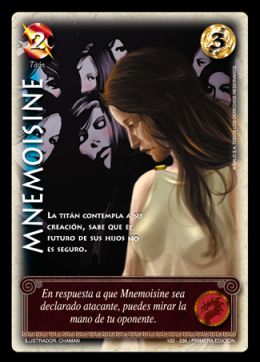 2
3
Titán
MNEMOISINE
LA TITÁN CONTEMPLA A SU
CREACIÓN, SABE QUE EL
FUTURO DE SUS HIJOS NO
ES SEGURO.
En respuesta a que Mnemoisine sea
declarado atacante, puedes mirar la
mano de tu oponente.
ILUSTRADOR: CHAMAN
102 - 236 / PRIMERA EDICIÓN